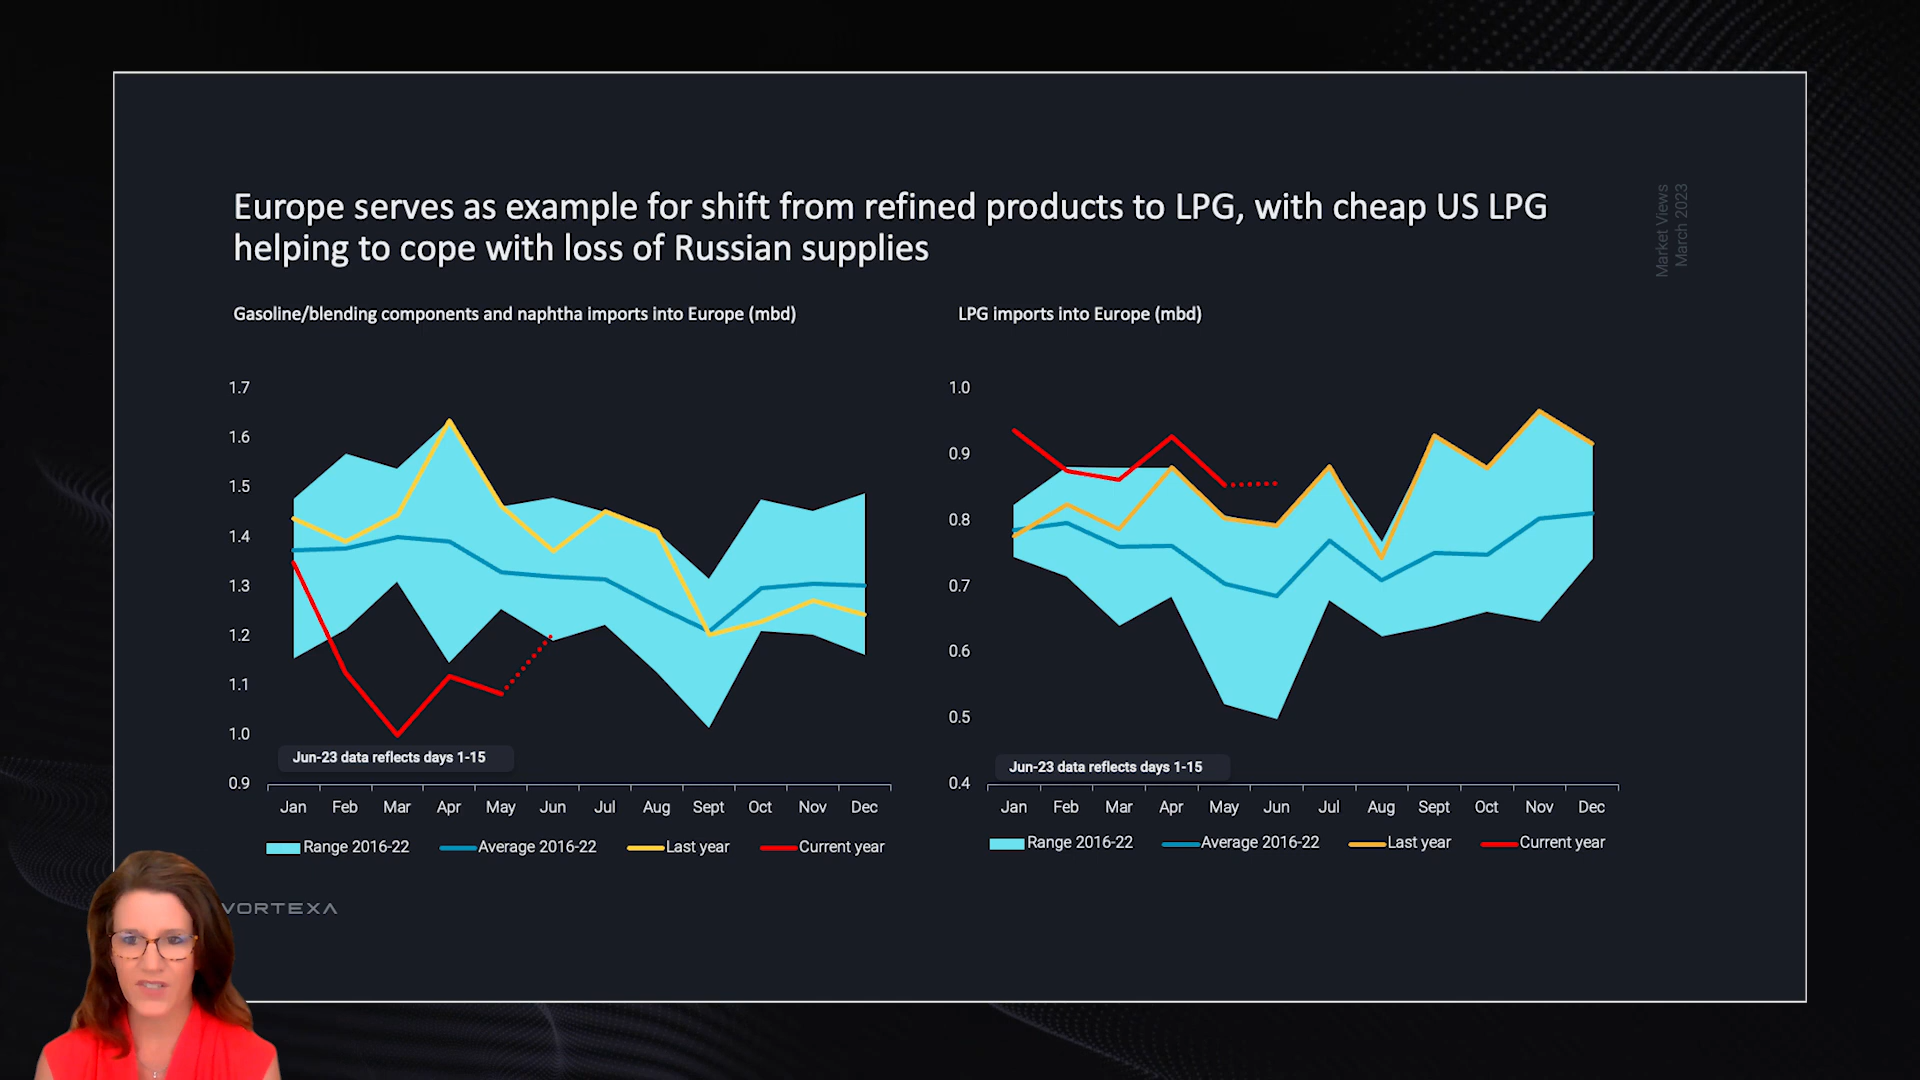 Europe serves as example for shift from refined products to LPG, with cheap US LPG
helping to cope with loss of Russian supplies
Market Views
March 2023
Gasoline/blending components and naphtha imports into Europe (mbd)
1.7
1.6
1.5
1.4
1.3
1.2
1.1
1.0
0.9
Jun-23 data reflects days 1-15
Jan Feb Mar Apr May Jun Jul Aug Sept Oct Nov Dec
Range 2016-22 Average 2016-22 Last year Current year
LPG imports into Europe (mbd)
1.0
0.9
0.8
0.7
0.6
0.5
0.4
Jun-23 data reflects days 1-15
Jan Feb Mar Apr May Jun Jul Aug Sept Oct Nov Dec
Range 2016-22 Average 2016-22 Last year Current year
VORTEXA